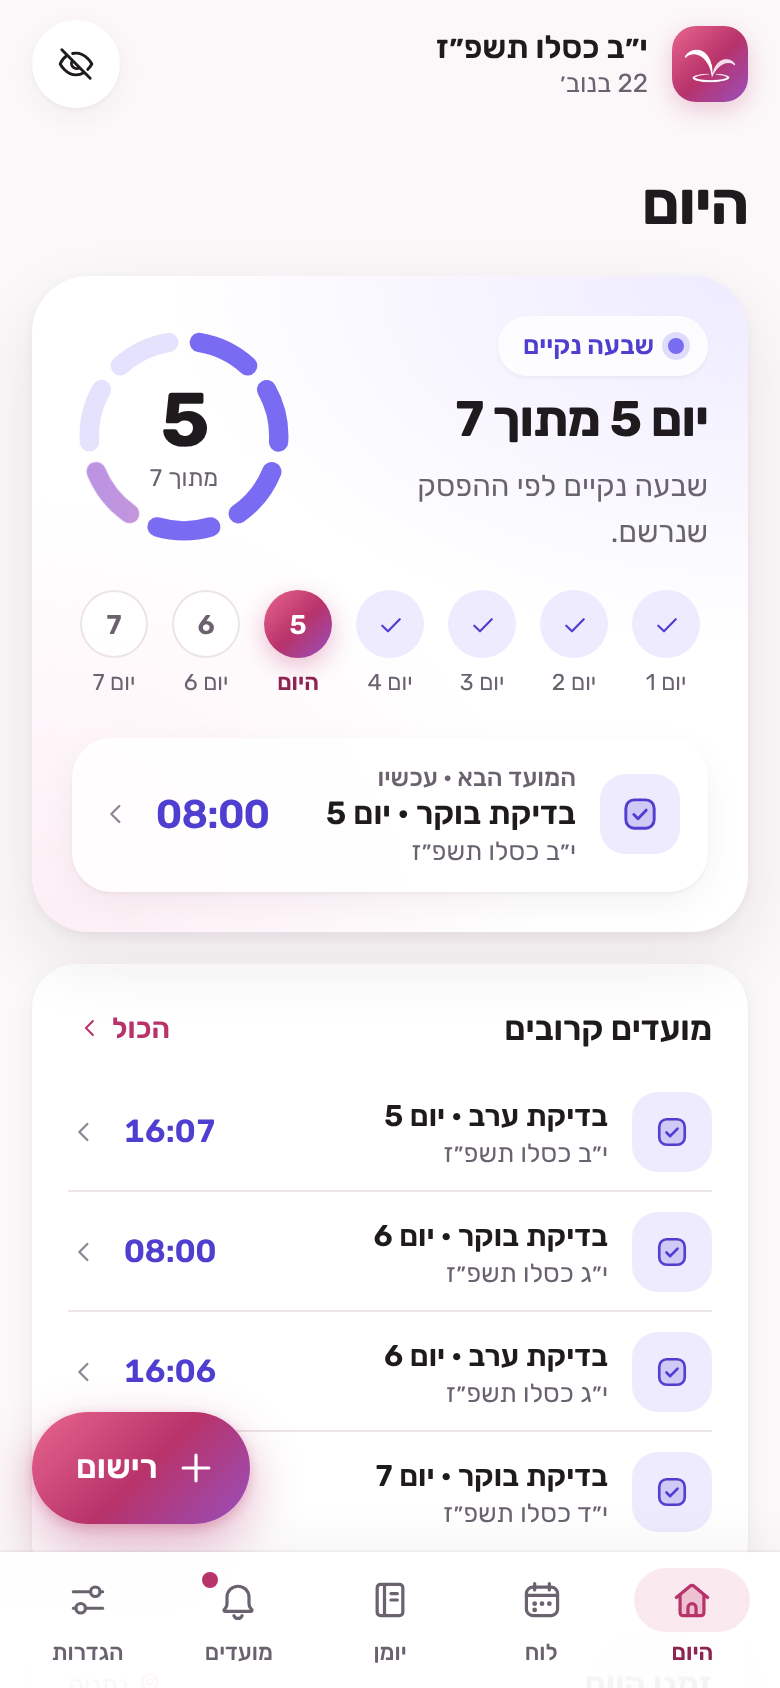 י״ב כסלו תשפ״ז
22 בנוב׳
היום
שבעה נקיים
יום 5 מתוך 7
שבעה נקיים לפי ההפסק
שנרשם.
5
מתוך 7
5 6 7
יום 1 יום 2 יום 3 יום 4 היום יום 6 יום 7
המועד הבא • עכשיו
בדיקת בוקר • יום 5
י״ב כסלו תשפ״ז
08:00
מועדים קרובים
הכול
בדיקת ערב • יום 5
י״ב כסלו תשפ״ז
16:07
בדיקת בוקר • יום 6
י״ג כסלו תשפ״ז
08:00
בדיקת ערב • יום 6
י״ג כסלו תשפ״ז
16:06
בדיקת בוקר • יום 7
י״ד כסלו תשפ״ז
רישום
היום
לוח
יומן
מועדים
הגדרות